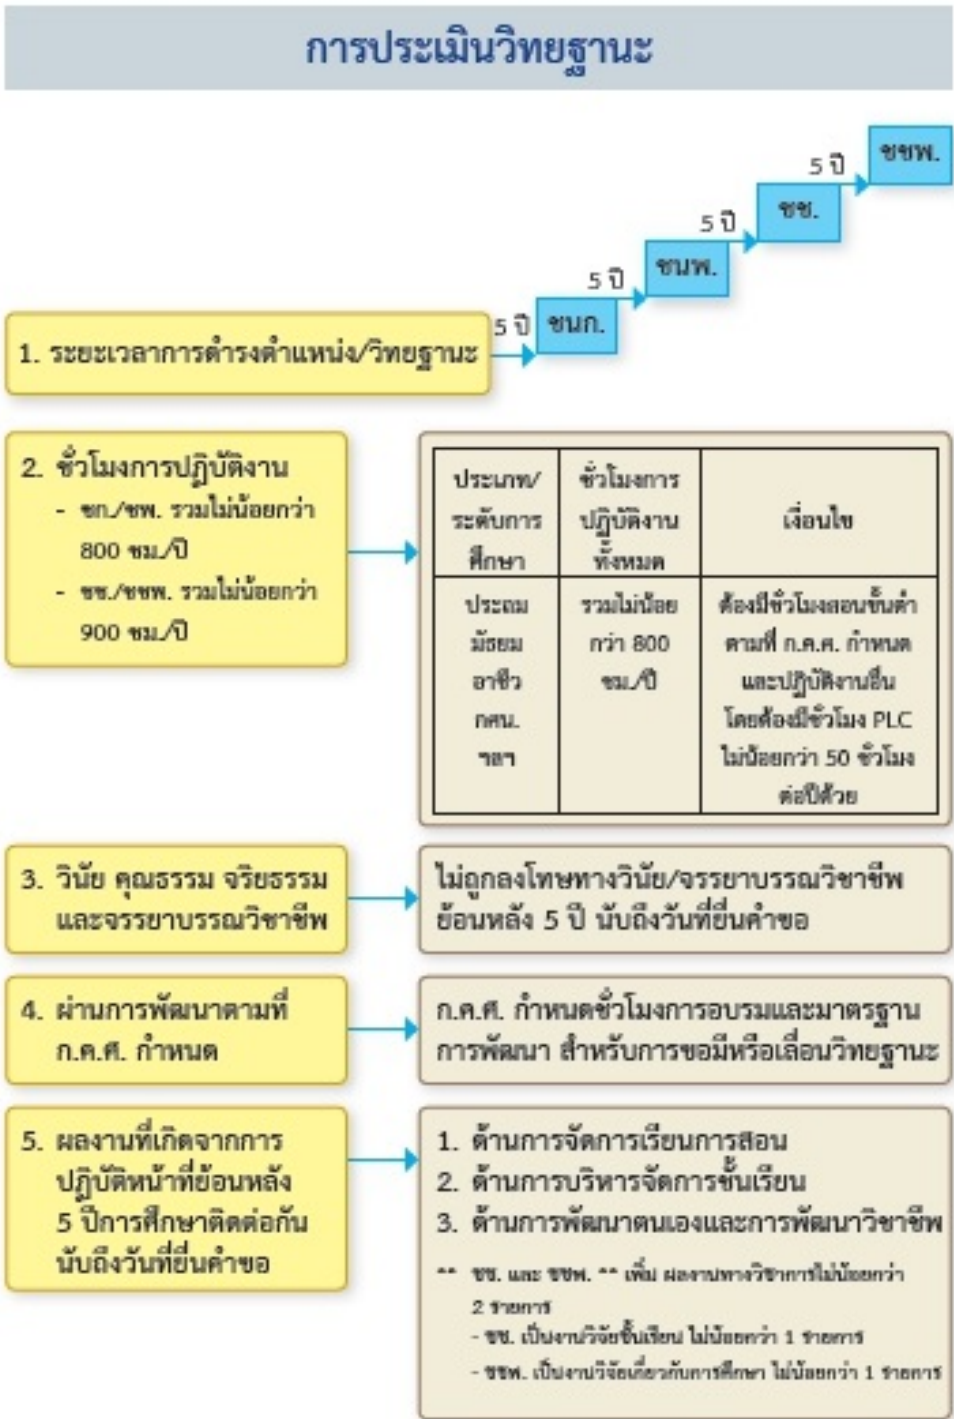 การประเมินวิทยฐานะ
ชชพ.
5 ปี
ชช.
5 ปี
ชนพ.
5 ปี
ชนก.
5 ปี
1. ระยะเวลาการดำรงตำแหน่ง/วิทยฐานะ
2. ชั่วโมงการปฏิบัติงาน
- ชก./ชพ. รวมไม่น้อยกว่า
800 ชม./ปี
- ชช./ชชพ. รวมไม่น้อยกว่า
900 ชม./ปี
ประเภท/
ระดับการ
ศึกษา
ชั่วโมงการ
ปฏิบัติงาน
ทั้งหมด
เงื่อนไข
ประถม
มัธยม
อาชีว
กศน.
ฯลฯ
รวมไม่น้อย
กว่า 800
ชม./ปี
ต้องมีชั่วโมงสอนขั้นต่ำ
ตามที่ ก.ค.ศ. กำหนด
และปฏิบัติงานอื่น
โดยต้องมีชั่วโมง PLC
ไม่น้อยกว่า 50 ชั่วโมง
ต่อปีด้วย
3. วินัย คุณธรรม จริยธรรม
และจรรยาบรรณวิชาชีพ
ไม่ถูกลงโทษทางวินัย/จรรยาบรรณวิชาชีพ
ย้อนหลัง 5 ปี นับถึงวันที่ยื่นคำขอ
4. ผ่านการพัฒนาตามที่
ก.ค.ศ. กำหนด
ก.ค.ศ. กำหนดชั่วโมงการอบรมและมาตรฐาน
การพัฒนา สำหรับการขอมีหรือเลื่อนวิทยฐานะ
5. ผลงานที่เกิดจากการ
ปฏิบัติหน้าที่ย้อนหลัง
5 ปีการศึกษาติดต่อกัน
นับถึงวันที่ยื่นคำขอ
1. ด้านการจัดการเรียนการสอน
2. ด้านการบริหารจัดการชั้นเรียน
3. ด้านการพัฒนาตนเองและการพัฒนาวิชาชีพ
** ชช. และ ชชพ. ** เพิ่ม ผลงานทางวิชาการไม่น้อยกว่า
2 รายการ
- ชช. เป็นงานวิจัยชั้นเรียน ไม่น้อยกว่า 1 รายการ
- ชชพ. เป็นงานวิจัยเกี่ยวกับการศึกษา ไม่น้อยกว่า 1 รายการ